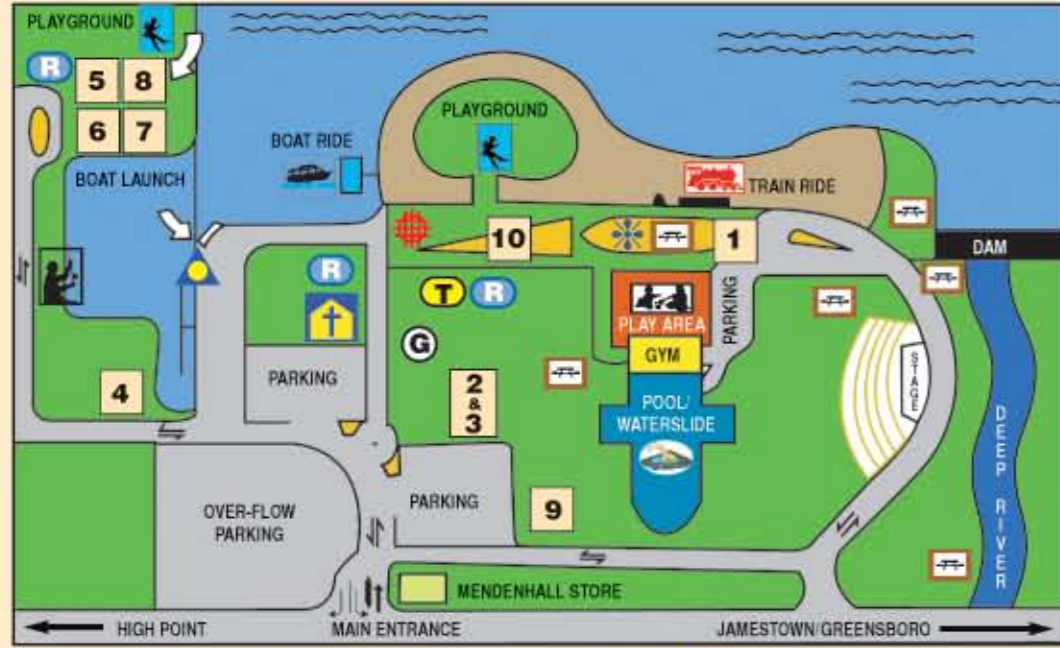 PLAYGROUND
R
5
8
6
7
BOAT LAUNCH
BOAT RIDE
PLAYGROUND
TRAIN RIDE
10
1
DAM
R
T
R
G
PLAY AREA
PARKING
GYM
STAGE
PARKING
4
2
&
3
POOL/
WATERSLIDE
DEEP RIVER
OVER-FLOW
PARKING
PARKING
9
MENDENHALL STORE
HIGH POINT
MAIN ENTRANCE
JAMESTOWN/GREENSBORO